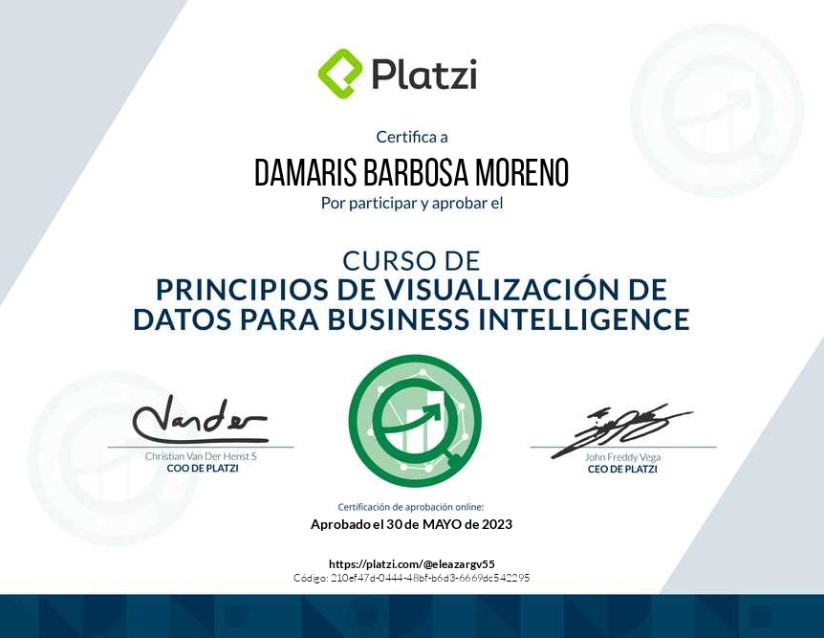 Platzi
Certifica a
DAMARIS BARBOSA MORENO
Por participar y aprobar el
CURSO DE
PRINCIPIOS DE VISUALIZACIÓN DE
DATOS PARA BUSINESS INTELLIGENCE
Vander
Christian Van Der Henst S
COO DE PLATZI
John Freddy Vega
CEO DE PLATZI
Certificación de aprobación online:
Aprobado el 30 de MAYO de 2023
https://platzi.com/@eleazargv55
Código: 210ef47d-0444-48bf-b6d3-6669dc542295